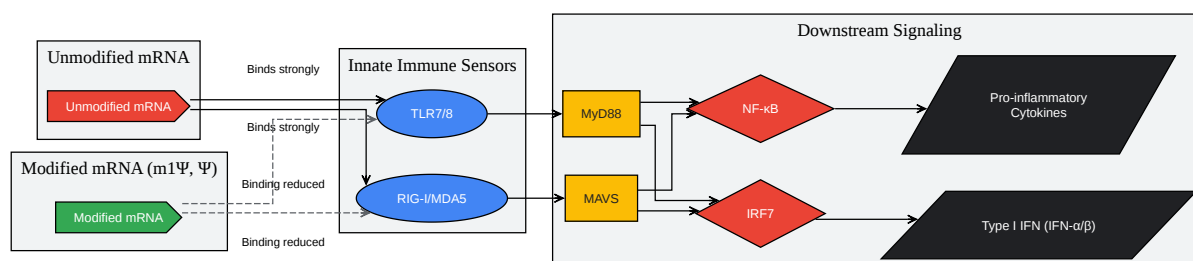 Downstream Signaling
Unmodified mRNA
Unmodified mRNA
Binds strongly
Binds strongly
Innate Immune Sensors
TLR7/8
RIG-I/MDA5
Modified mRNA (m1Ψ, Ψ)
Modified mRNA
Binding reduced
Binding reduced
MyD88
MAVS
NF-κB
IRF7
Pro-inflammatory
Cytokines
Type I IFN (IFN-α/β)